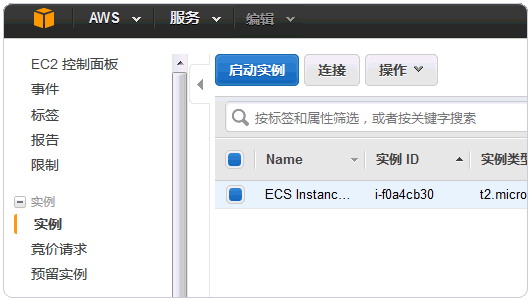 AWS 服务 编辑
EC2 控制面板
事件
标签
报告
限制
实例
实例
竞价请求
预留实例
启动实例 连接 操作
按标签和属性筛选，或者按关键字搜索
Name 实例 ID 实例类型
ECS Instanc... i-f0a4cb30 t2.micro